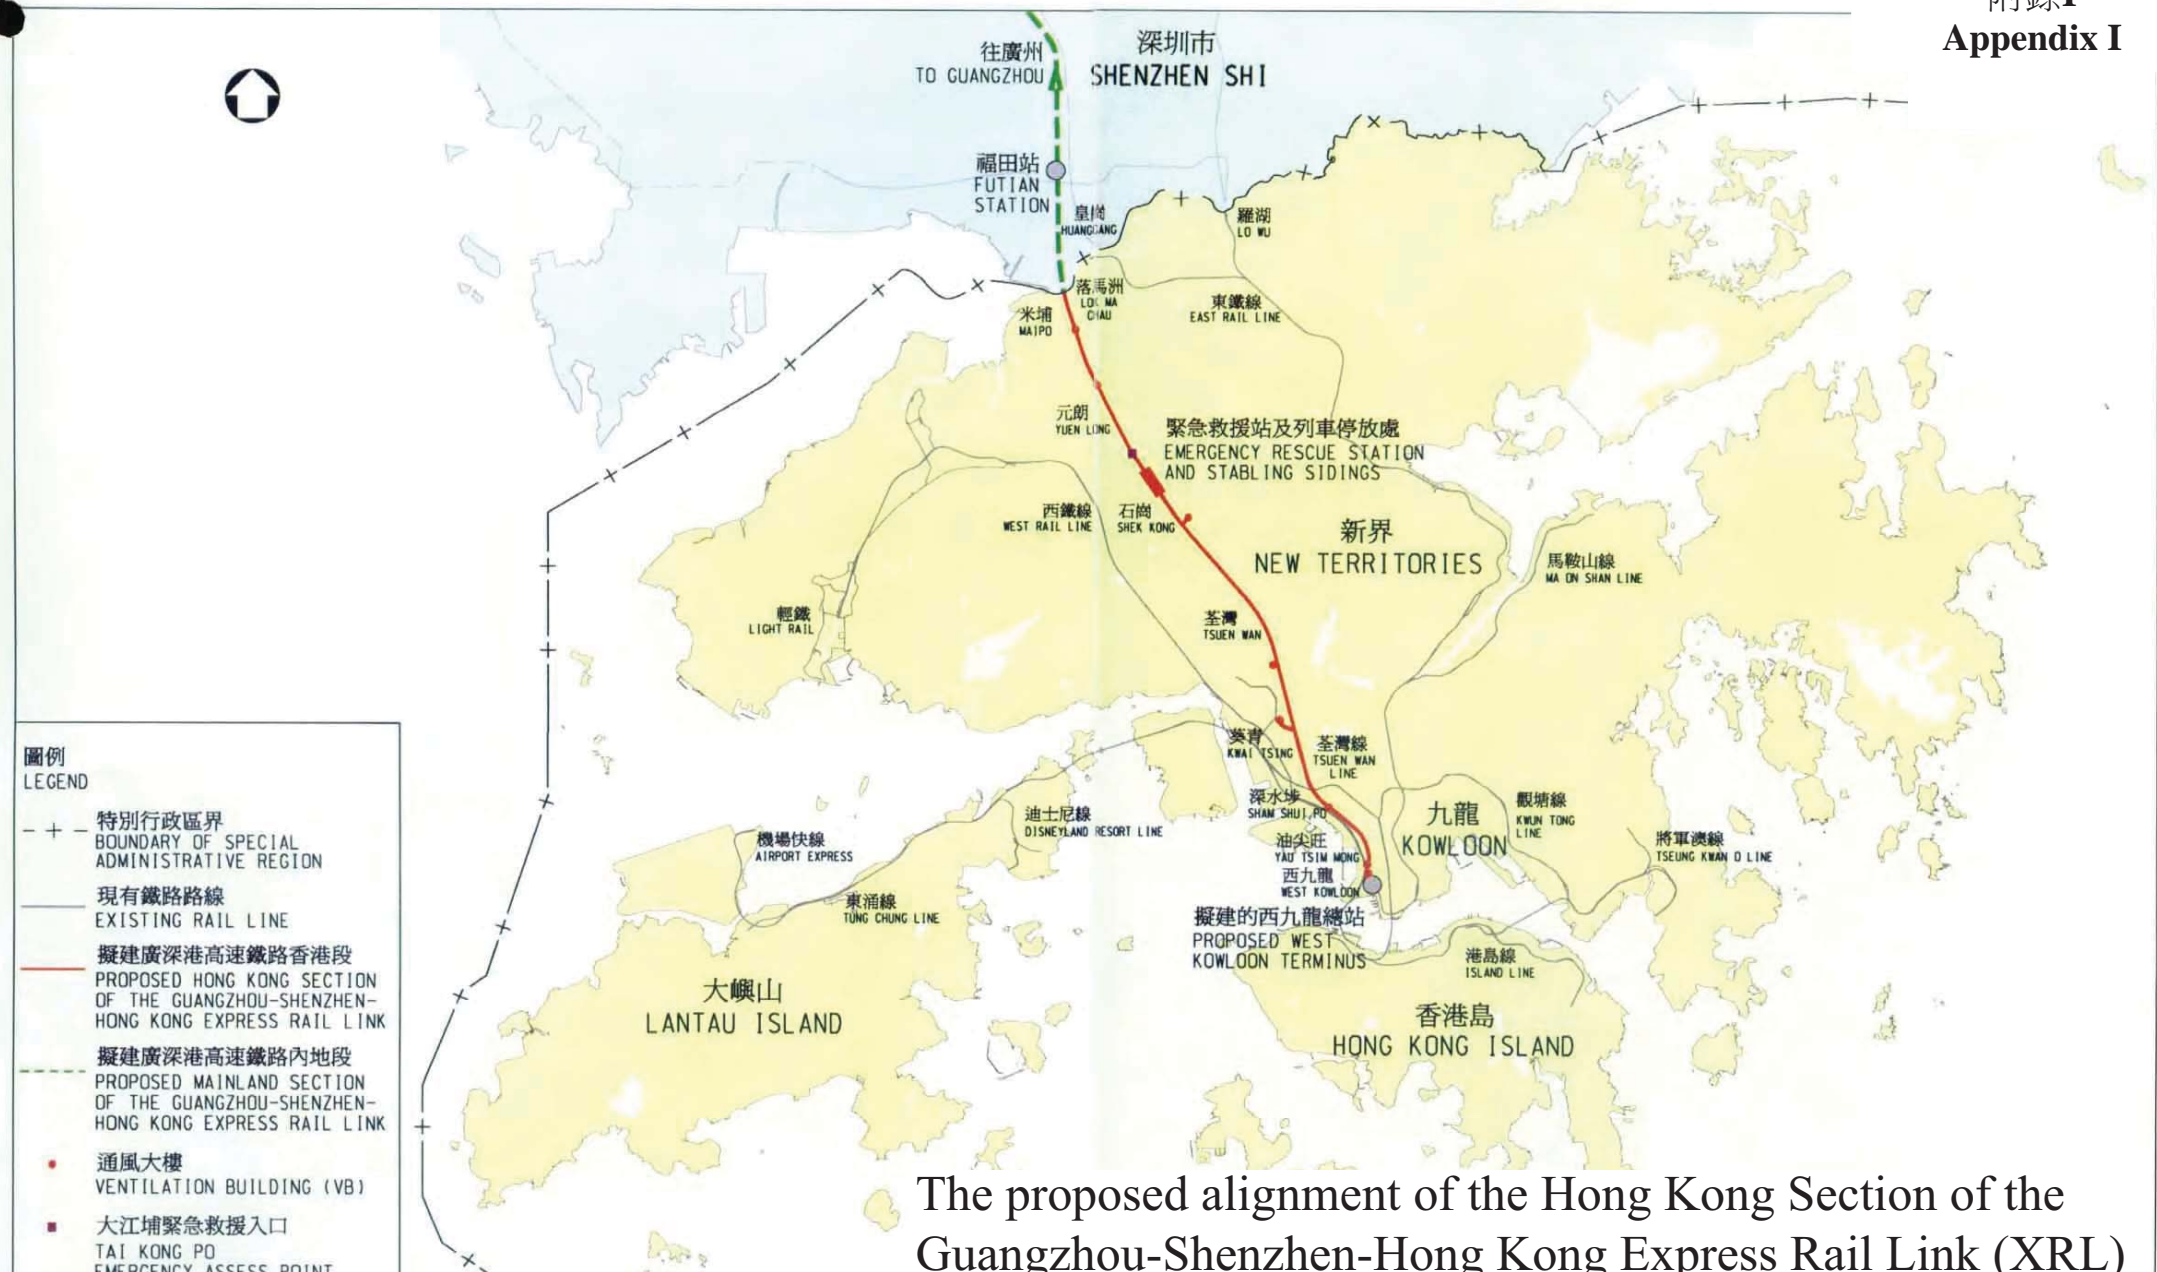 附錄I
Appendix I
往廣州
TO GUANGZHOU
深圳市
SHENZHEN SHI
福田站
FUTIAN
STATION
皇崗
HUANGGANG
羅湖
LO WU
落馬洲
LOK MA
CHAU
米埔
MAIPO
東鐵線
EAST RAIL LINE
元朗
YUEN LONG
緊急救援站及列車停放處
EMERGENCY RESCUE STATION
AND STABLING SIDINGS
西鐵線
WEST RAIL LINE
石崗
SHEK KONG
新界
NEW TERRITORIES
馬鞍山線
MA ON SHAN LINE
輕鐵
LIGHT RAIL
荃灣
TSUEN WAN
葵青
KWAI TSING
荃灣線
TSUEN WAN
LINE
深水埗
SHAM SHUI PO
九龍
KOWLOON
觀塘線
KWUN TONG
LINE
迪士尼線
DISNEYLAND RESORT LINE
機場快線
AIRPORT EXPRESS
油尖旺
YAU TSIM MONG
將軍澳線
TSEUNG KWAN O LINE
西九龍
WEST KOWLOON
東涌線
TUNG CHUNG LINE
擬建的西九龍總站
PROPOSED WEST
KOWLOON TERMINUS
港島線
ISLAND LINE
大嶼山
LANTAU ISLAND
香港島
HONG KONG ISLAND
圖例
LEGEND
特別行政區界
BOUNDARY OF SPECIAL
ADMINISTRATIVE REGION
現有鐵路路線
EXISTING RAIL LINE
擬建廣深港高速鐵路香港段
PROPOSED HONG KONG SECTION
OF THE GUANGZHOU-SHENZHEN-
HONG KONG EXPRESS RAIL LINK
擬建廣深港高速鐵路內地段
PROPOSED MAINLAND SECTION
OF THE GUANGZHOU-SHENZHEN-
HONG KONG EXPRESS RAIL LINK
通風大樓
VENTILATION BUILDING (VB)
大江埔緊急救援入口
TAI KONG PO
EMERGENCY ASSESS POINT
The proposed alignment of the Hong Kong Section of the
Guangzhou-Shenzhen-Hong Kong Express Rail Link (XRL)